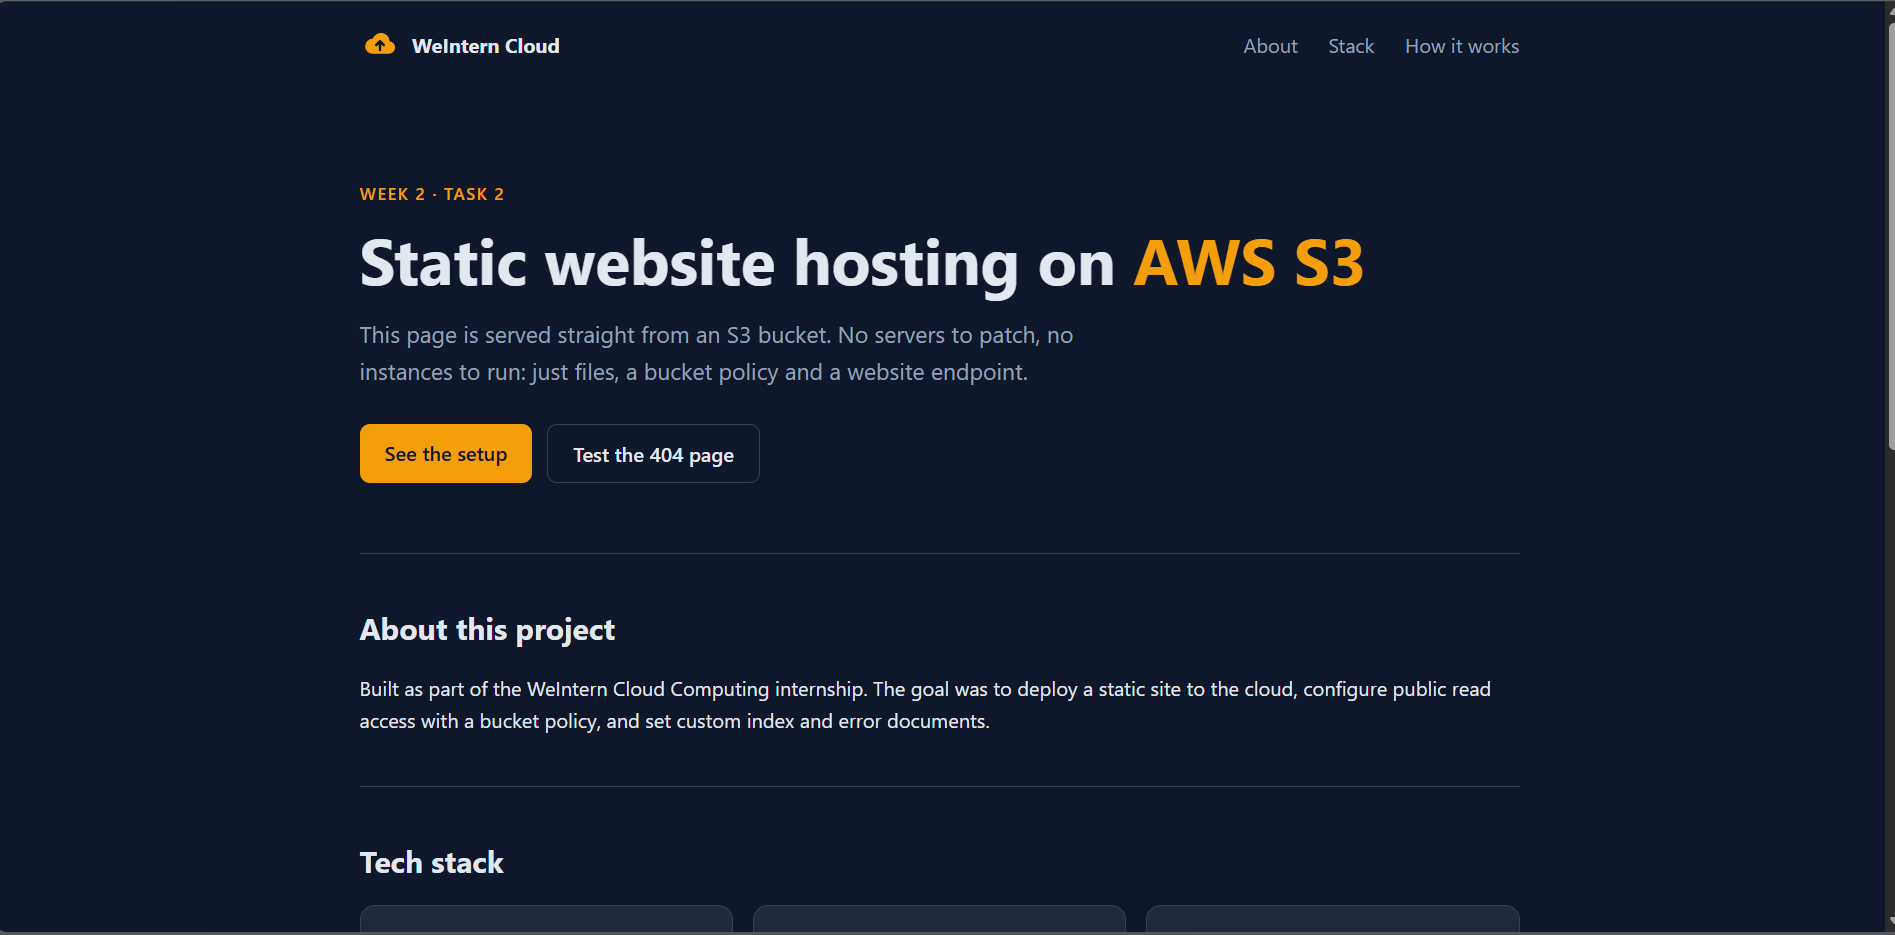 WeIntern Cloud
About
Stack
How it works
WEEK 2 · TASK 2
Static website hosting on AWS S3
This page is served straight from an S3 bucket. No servers to patch, no
instances to run: just files, a bucket policy and a website endpoint.
See the setup
Test the 404 page
About this project
Built as part of the WeIntern Cloud Computing internship. The goal was to deploy a static site to the cloud, configure public read
access with a bucket policy, and set custom index and error documents.
Tech stack